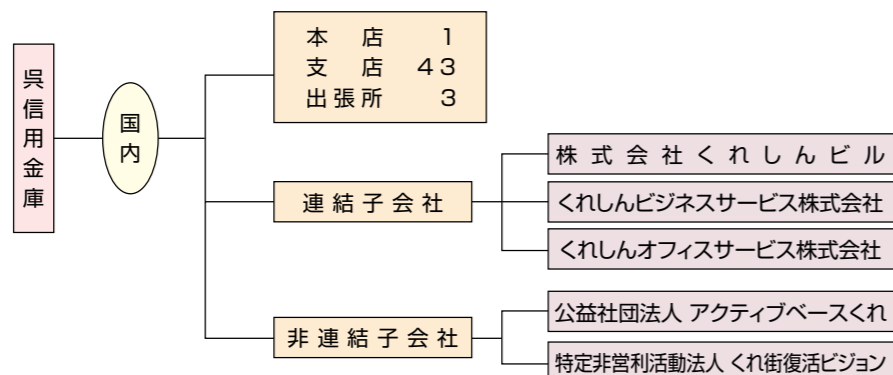 呉信用金庫
国内
本店 1
支店 43
出張所 3
連結子会社
株式会社くれしんビル
くれしんビジネスサービス株式会社
くれしんオフィスサービス株式会社
非連結子会社
公益社団法人 アクティブベースくれ
特定非営利活動法人 くれ街復活ビジョン